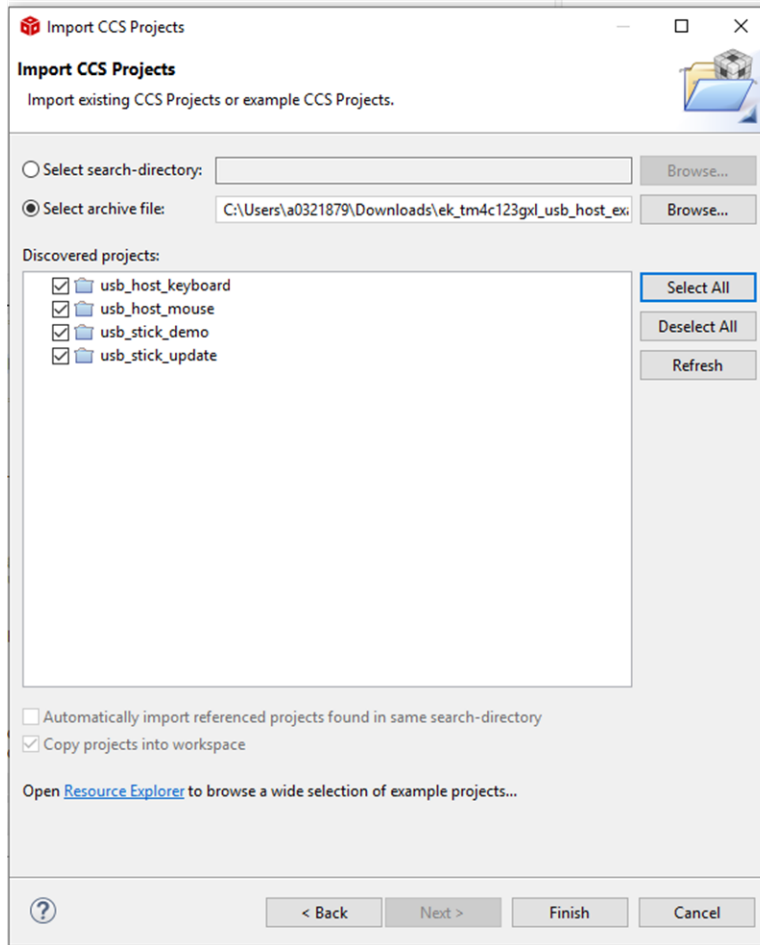 Import CCS Projects
Import CCS Projects
Import existing CCS Projects or example CCS Projects.
Select search-directory:
Browse...
Select archive file:
C:\Users\a0321879\Downloads\ek_tm4c123gxl_usb_host_exa
Browse...
Discovered projects:
usb_host_keyboard
usb_host_mouse
usb_stick_demo
usb_stick_update
Select All
Deselect All
Refresh
Automatically import referenced projects found in same search-directory
Copy projects into workspace
Open Resource Explorer to browse a wide selection of example projects...
?
< Back
Next >
Finish
Cancel